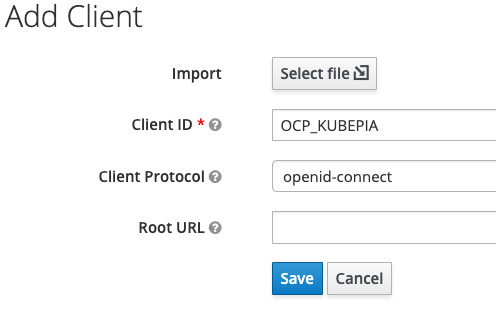 Add Client
Import Select file
Client ID * OCP_KUBEPIA
Client Protocol openid-connect
Root URL
Save Cancel